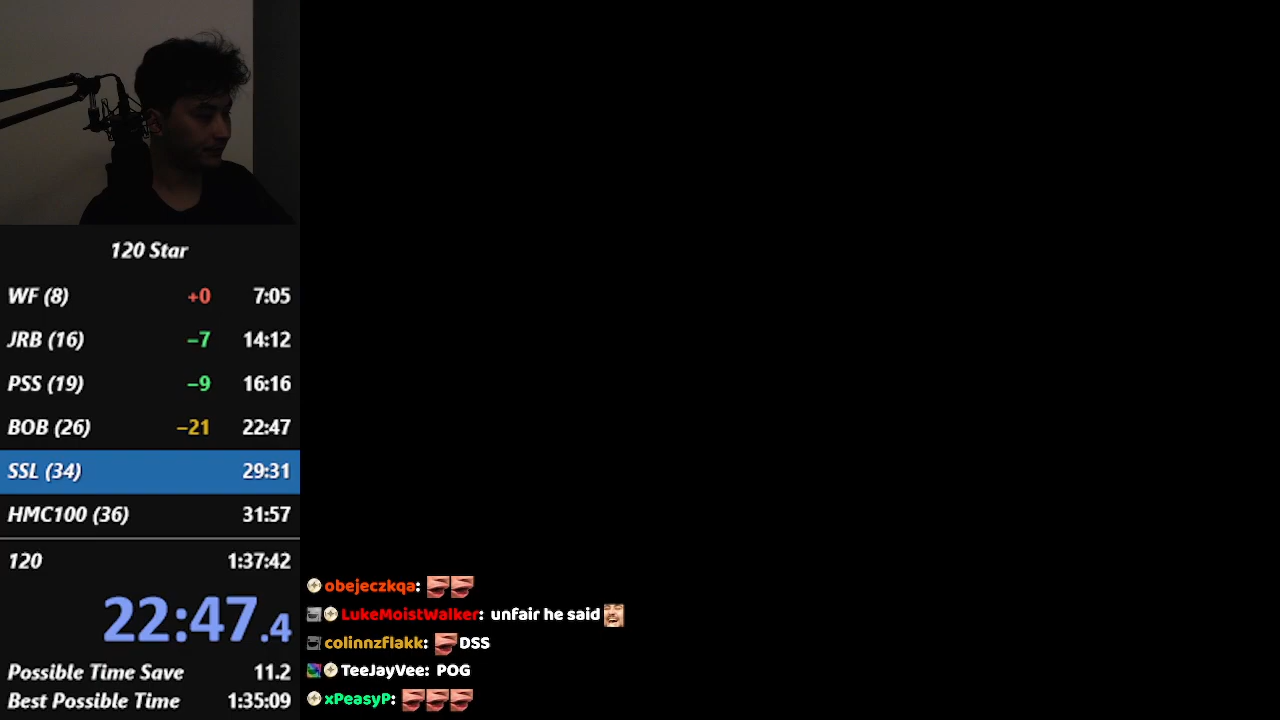 120 Star
WF (8) +0 7:05
JRB (16) −7 14:12
PSS (19) −9 16:16
BOB (26) −21 22:47
SSL (34) 29:31
HMC100 (36) 31:57
120 1:37:42
22:47.4
Possible Time Save 11.2
Best Possible Time 1:35:09
obejeczkqa:
LukeMoistWalker: unfair he said
colinnzflakk: DSS
TeeJayVee: POG
xPeasyP: